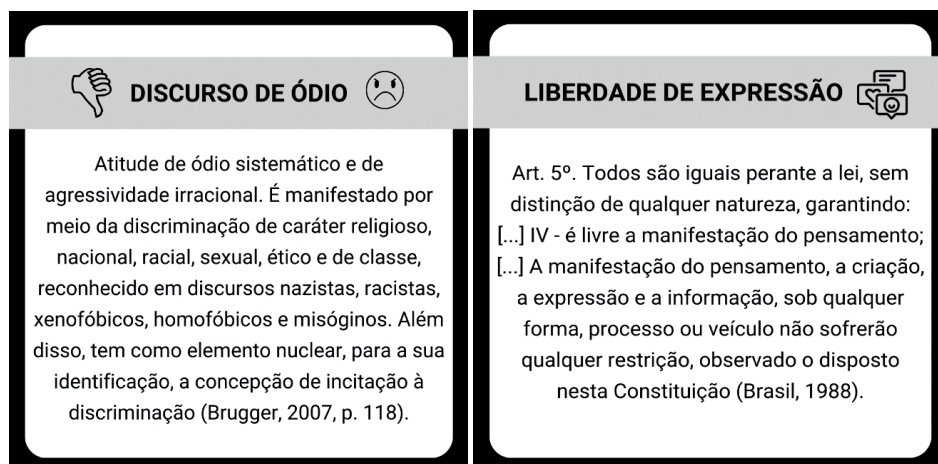 DISCURSO DE ÓDIO
Atitude de ódio sistemático e de
agressividade irracional. É manifestado por
meio da discriminação de caráter religioso,
nacional, racial, sexual, ético e de classe,
reconhecido em discursos nazistas, racistas,
xenofóbicos, homofóbicos e misóginos. Além
disso, tem como elemento nuclear, para a sua
identificação, a concepção de incitação à
discriminação (Brugger, 2007, p. 118).
LIBERDADE DE EXPRESSÃO
Art. 5º. Todos são iguais perante a lei, sem
distinção de qualquer natureza, garantindo:
[...] IV - é livre a manifestação do pensamento;
[...] A manifestação do pensamento, a criação,
a expressão e a informação, sob qualquer
forma, processo ou veículo não sofrerão
qualquer restrição, observado o disposto
nesta Constituição (Brasil, 1988).